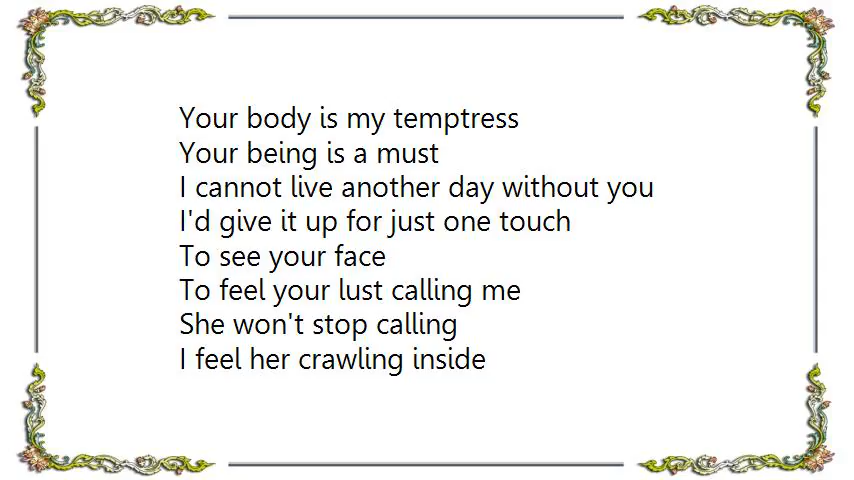 Your body is my temptress
Your being is a must
I cannot live another day without you
I'd give it up for just one touch
To see your face
To feel your lust calling me
She won't stop calling
I feel her crawling inside